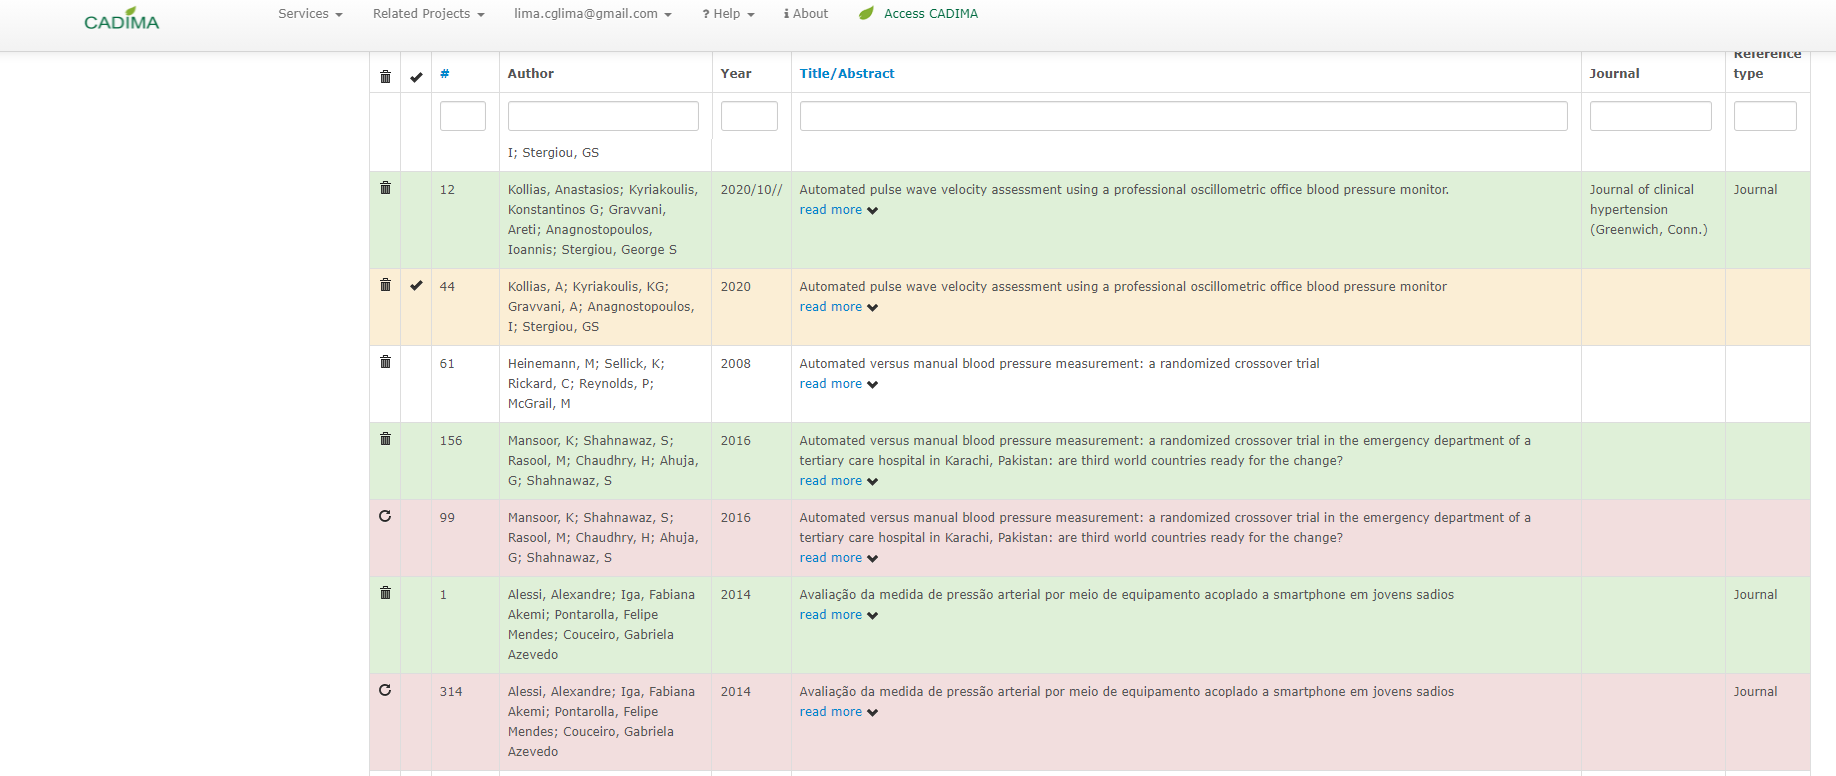 CADIMA
Services
Related Projects
lima.cglima@gmail.com
? Help
i About
Access CADIMA
#
Author
Year
Title/Abstract
Journal
Reference
type
I; Stergiou, GS
12
Kollias, Anastasios; Kyriakoulis,
Konstantinos G; Gravvani,
Areti; Anagnostopoulos,
Ioannis; Stergiou, George S
2020/10//
Automated pulse wave velocity assessment using a professional oscillometric office blood pressure monitor.
read more
Journal of clinical
hypertension
(Greenwich, Conn.)
Journal
44
Kollias, A; Kyriakoulis, KG;
Gravvani, A; Anagnostopoulos,
I; Stergiou, GS
2020
Automated pulse wave velocity assessment using a professional oscillometric office blood pressure monitor
read more
61
Heinemann, M; Sellick, K;
Rickard, C; Reynolds, P;
McGrail, M
2008
Automated versus manual blood pressure measurement: a randomized crossover trial
read more
156
Mansoor, K; Shahnawaz, S;
Rasool, M; Chaudhry, H; Ahuja,
G; Shahnawaz, S
2016
Automated versus manual blood pressure measurement: a randomized crossover trial in the emergency department of a
tertiary care hospital in Karachi, Pakistan: are third world countries ready for the change?
read more
99
Mansoor, K; Shahnawaz, S;
Rasool, M; Chaudhry, H; Ahuja,
G; Shahnawaz, S
2016
Automated versus manual blood pressure measurement: a randomized crossover trial in the emergency department of a
tertiary care hospital in Karachi, Pakistan: are third world countries ready for the change?
read more
1
Alessi, Alexandre; Iga, Fabiana
Akemi; Pontarolla, Felipe
Mendes; Couceiro, Gabriela
Azevedo
2014
Avaliação da medida de pressão arterial por meio de equipamento acoplado a smartphone em jovens sadios
read more
Journal
314
Alessi, Alexandre; Iga, Fabiana
Akemi; Pontarolla, Felipe
Mendes; Couceiro, Gabriela
Azevedo
2014
Avaliação da medida de pressão arterial por meio de equipamento acoplado a smartphone em jovens sadios
read more
Journal